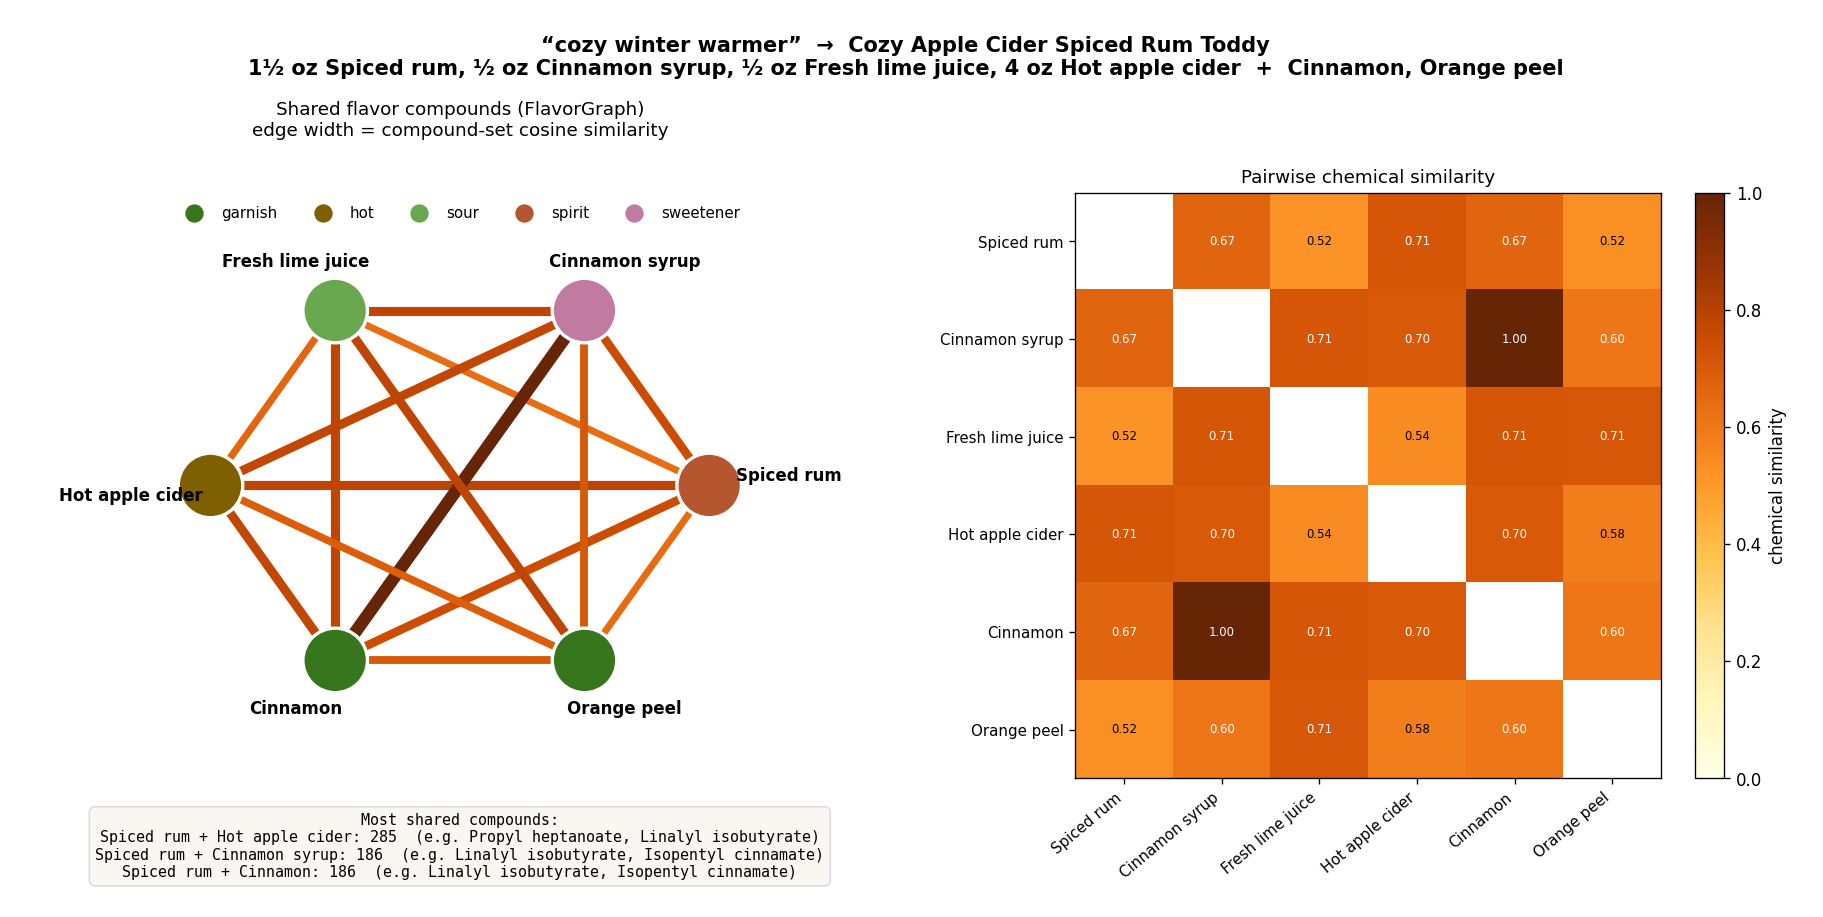 “cozy winter warmer” → Cozy Apple Cider Spiced Rum Toddy
1½ oz Spiced rum, ½ oz Cinnamon syrup, ½ oz Fresh lime juice, 4 oz Hot apple cider + Cinnamon, Orange peel
Shared flavor compounds (FlavorGraph)
edge width = compound-set cosine similarity
garnish hot sour spirit sweetener
Fresh lime juice
Cinnamon syrup
Hot apple cider
Spiced rum
Cinnamon
Orange peel
Most shared compounds:
Spiced rum + Hot apple cider: 285 (e.g. Propyl heptanoate, Linalyl isobutyrate)
Spiced rum + Cinnamon syrup: 186 (e.g. Linalyl isobutyrate, Isopentyl cinnamate)
Spiced rum + Cinnamon: 186 (e.g. Linalyl isobutyrate, Isopentyl cinnamate)
Pairwise chemical similarity
Spiced rum 0.67 0.52 0.71 0.67 0.52
Cinnamon syrup 0.67 0.71 0.70 1.00 0.60
Fresh lime juice 0.52 0.71 0.54 0.71 0.71
Hot apple cider 0.71 0.70 0.54 0.70 0.58
Cinnamon 0.67 1.00 0.71 0.70 0.60
Orange peel 0.52 0.60 0.71 0.58 0.60
Spiced rum
Cinnamon syrup
Fresh lime juice
Hot apple cider
Cinnamon
Orange peel
1.0
0.8
0.6
0.4
0.2
0.0
chemical similarity